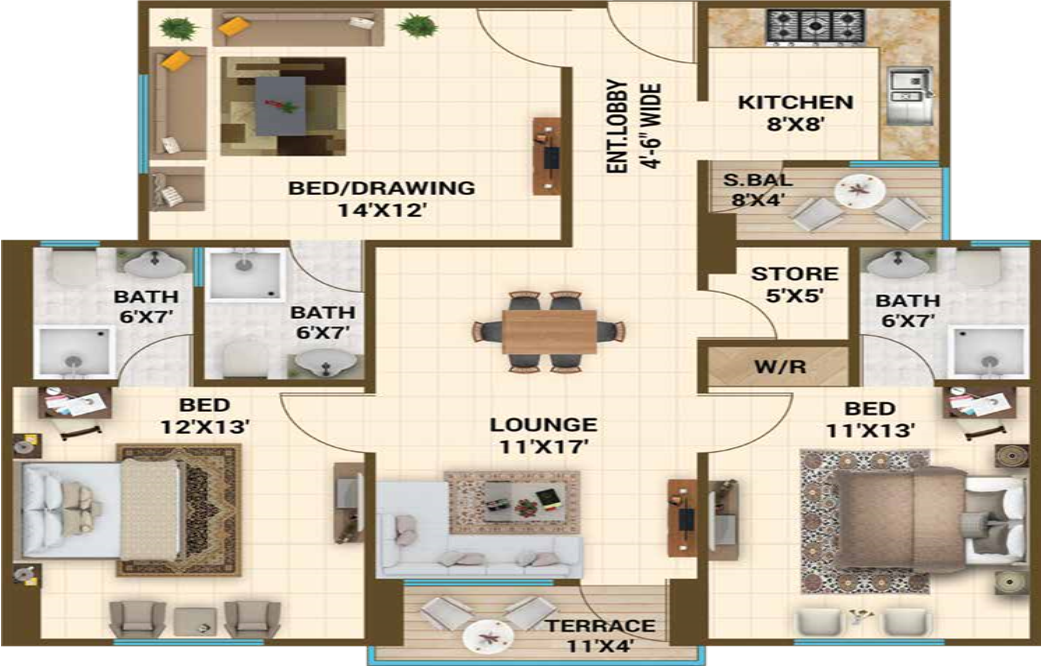 ENT.LOBBY
4'-6" WIDE
KITCHEN
8'X8'
BED/DRAWING
14'X12'
S.BAL
8'X4'
STORE
5'X5'
BATH
6'X7'
BATH
6'X7'
BATH
6'X7'
W/R
BED
12'X13'
LOUNGE
11'X17'
BED
11'X13'
TERRACE
11'X4'